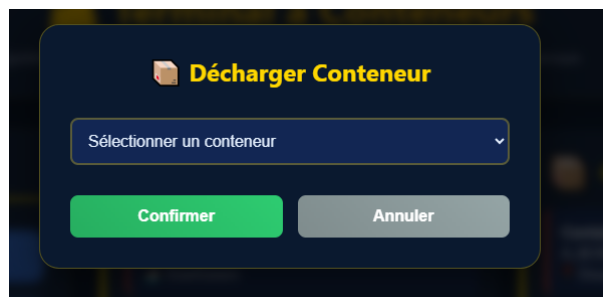 Décharger Conteneur
Sélectionner un conteneur
Confirmer
Annuler